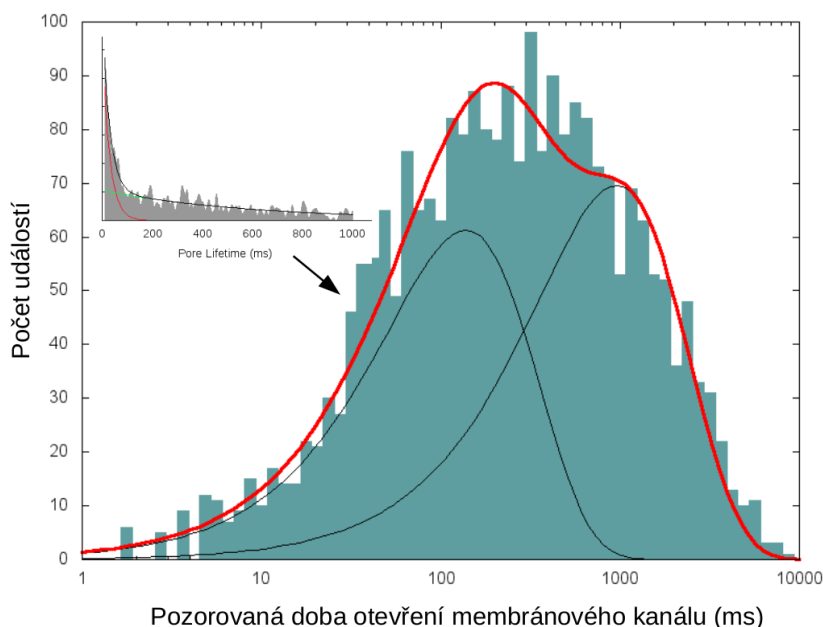 100
90
80
70
60
50
40
30
20
10
0
Počet událostí
0 200 400 600 800 1000
Pore Lifetime (ms)
1 10 100 1000 10000
Pozorovaná doba otevření membránového kanálu (ms)